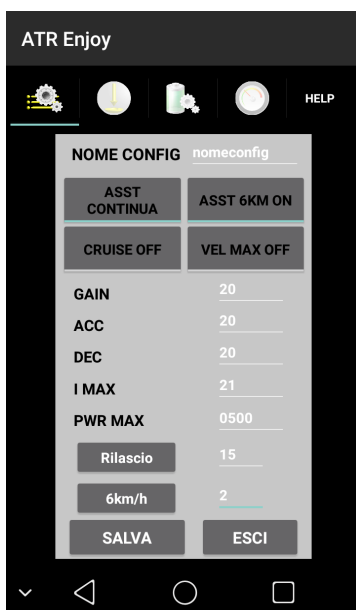 ATR Enjoy
HELP
NOME CONFIG nomeconfig
ASST
CONTINUA
ASST 6KM ON
CRUISE OFF
VEL MAX OFF
GAIN 20
ACC 20
DEC 20
I MAX 21
PWR MAX 0500
Rilascio 15
6km/h 2
SALVA
ESCI